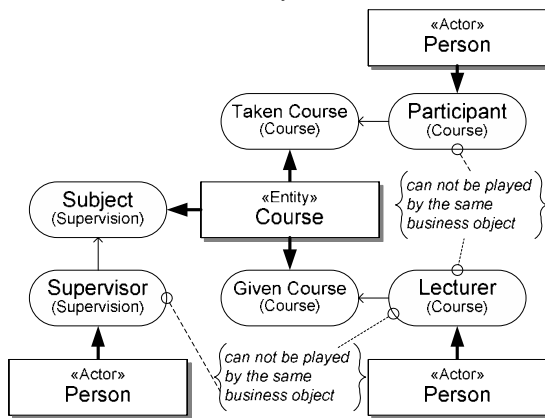 «Actor»
Person
Taken Course
(Course)
Participant
(Course)
can not be played
by the same
business object
Subject
(Supervision)
«Entity»
Course
Supervisor
(Supervision)
Given Course
(Course)
Lecturer
(Course)
can not be played
by the same
business object
«Actor»
Person
«Actor»
Person